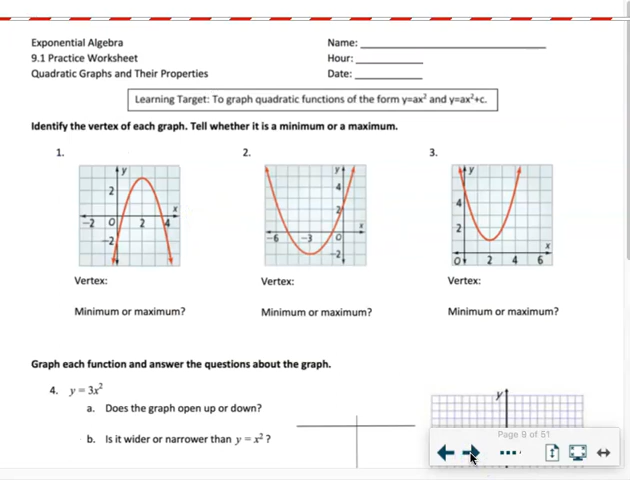 Exponential Algebra
Name:
9.1 Practice Worksheet
Hour:
Quadratic Graphs and Their Properties
Date:
Learning Target: To graph quadratic functions of the form y=ax² and y=ax²+c.
Identify the vertex of each graph. Tell whether it is a minimum or a maximum.
1. 2. 3.
y y y
2 4 4
x 2 2
-2 0 2 4 x x
-2 -6 -3 0 0 2 4 6
-2
Vertex: Vertex: Vertex:
Minimum or maximum? Minimum or maximum? Minimum or maximum?
Graph each function and answer the questions about the graph.
4. y = 3x²
y
a. Does the graph open up or down?
b. Is it wider or narrower than y = x² ?
Page 9 of 51